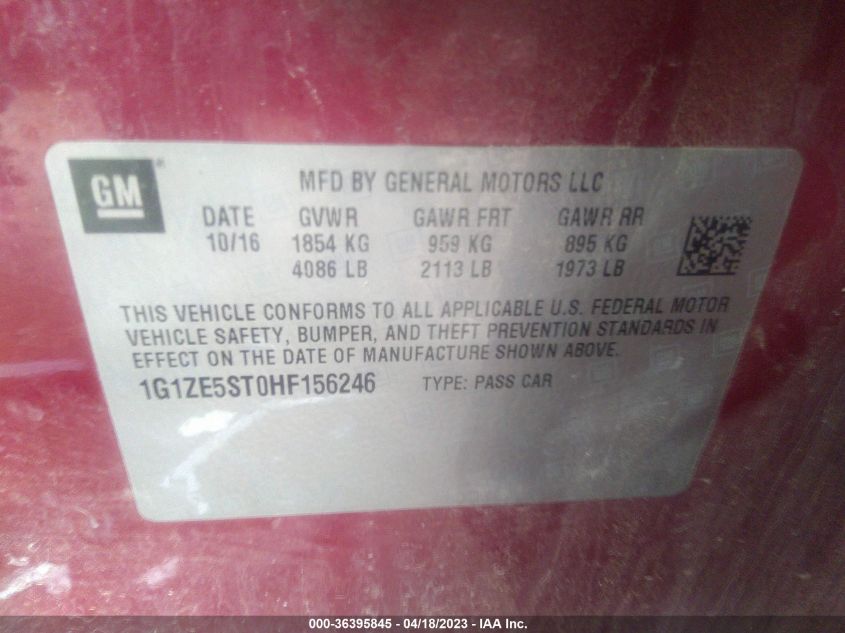 GM®
MFD BY GENERAL MOTORS LLC
DATE GVWR GAWR FRT GAWR RR
10/16 1854 KG 959 KG 895 KG
4086 LB 2113 LB 1973 LB
THIS VEHICLE CONFORMS TO ALL APPLICABLE U.S. FEDERAL MOTOR
VEHICLE SAFETY, BUMPER, AND THEFT PREVENTION STANDARDS IN
EFFECT ON THE DATE OF MANUFACTURE SHOWN ABOVE.
1G1ZE5ST0HF156246 TYPE: PASS CAR
000-36395845 - 04/18/2023 - IAA Inc.